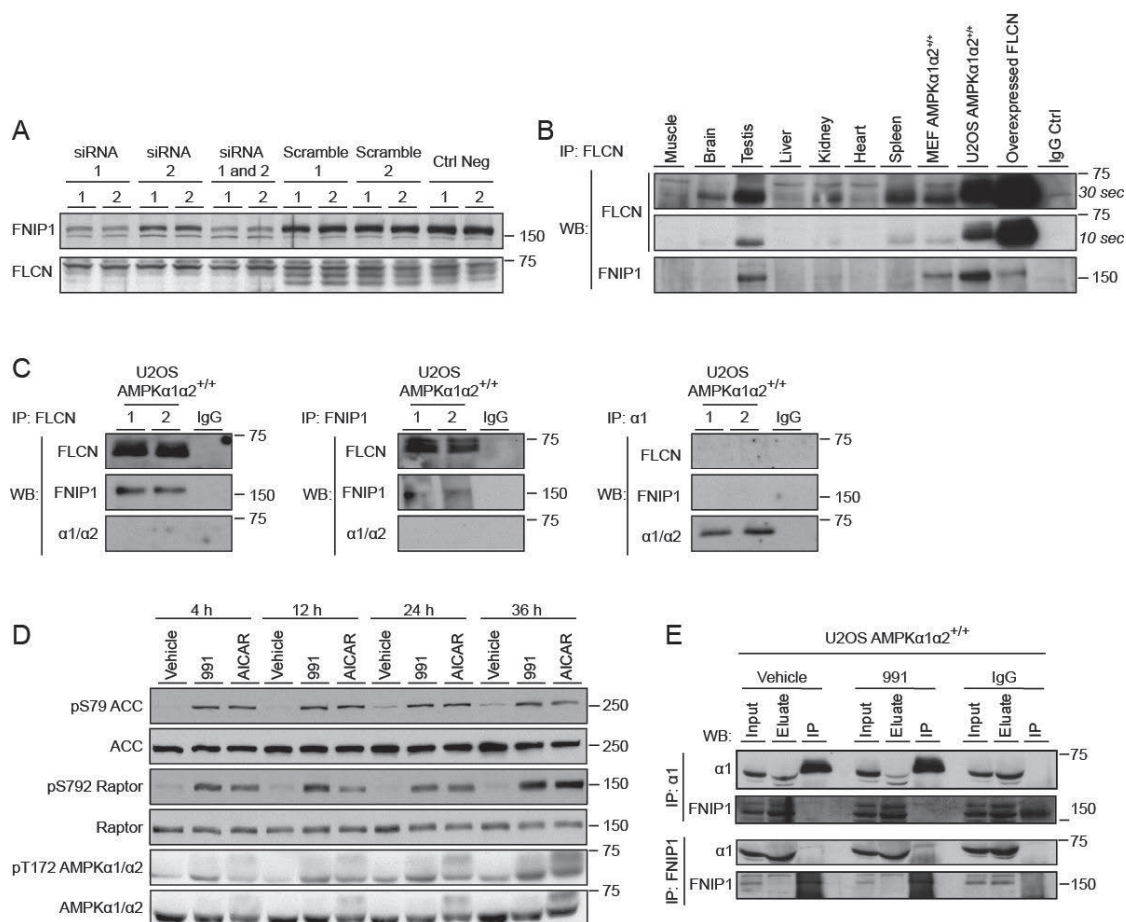 A
siRNA 1
siRNA 2
siRNA 1 and 2
Scramble 1
Scramble 2
Ctrl Neg
1 2 1 2 1 2 1 2 1 2 1 2
FNIP1
150
FLCN
75
B
Muscle
Brain
Testis
Liver
Kidney
Heart
Spleen
MEF AMPKα1α2+/+
U2OS AMPKα1α2+/+
Overexpressed FLCN
IgG Ctrl
IP: FLCN
WB:
FLCN
75
30 sec
75
10 sec
FNIP1
150
C
U2OS
AMPKα1α2+/+
IP: FLCN 1 2 IgG
WB:
FLCN
75
FNIP1
150
α1/α2
75
U2OS
AMPKα1α2+/+
IP: FNIP1 1 2 IgG
WB:
FLCN
75
FNIP1
150
α1/α2
75
U2OS
AMPKα1α2+/+
IP: α1 1 2 IgG
WB:
FLCN
75
FNIP1
150
α1/α2
75
D
4 h 12 h 24 h 36 h
Vehicle 991 AICAR Vehicle 991 AICAR Vehicle 991 AICAR Vehicle 991 AICAR
pS79 ACC 250
ACC 250
pS792 Raptor 150
Raptor 150
pT172 AMPKα1/α2 75
AMPKα1/α2 75
E
U2OS AMPKα1α2+/+
Vehicle 991 IgG
WB: Input Eluate IP Input Eluate IP Input Eluate IP
IP: α1
α1 75
FNIP1 150
IP: FNIP1
α1 75
FNIP1 150